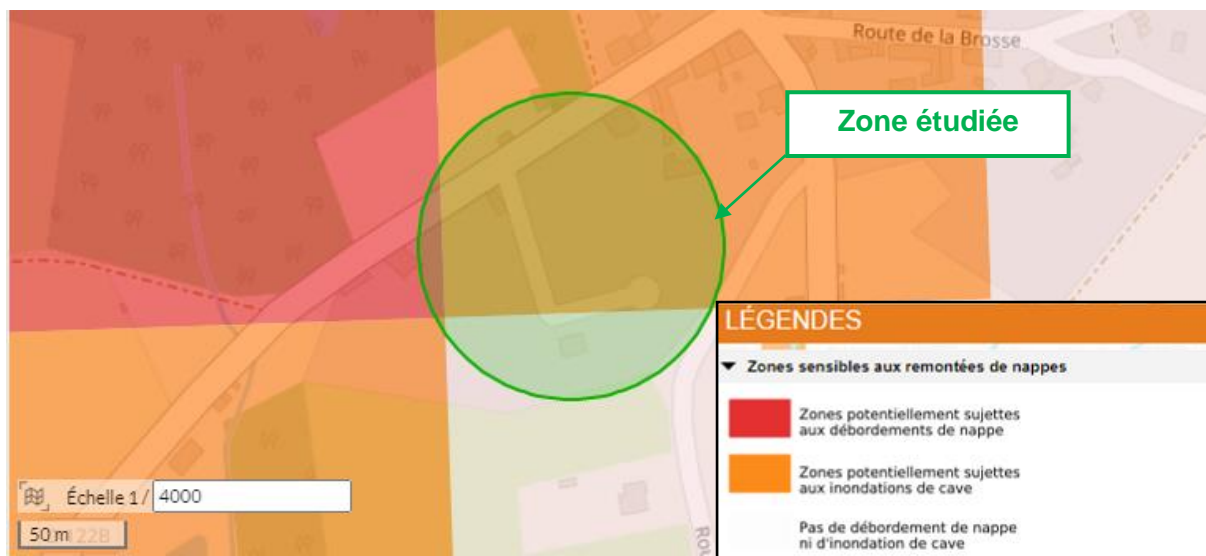 Route de la Brosse
Zone étudiée
LÉGENDES
Zones sensibles aux remontées de nappes
Zones potentiellement sujettes
aux débordements de nappe
Zones potentiellement sujettes
aux inondations de cave
Pas de débordement de nappe
ni d'inondation de cave
Échelle 1 / 4000
50 m
Rou